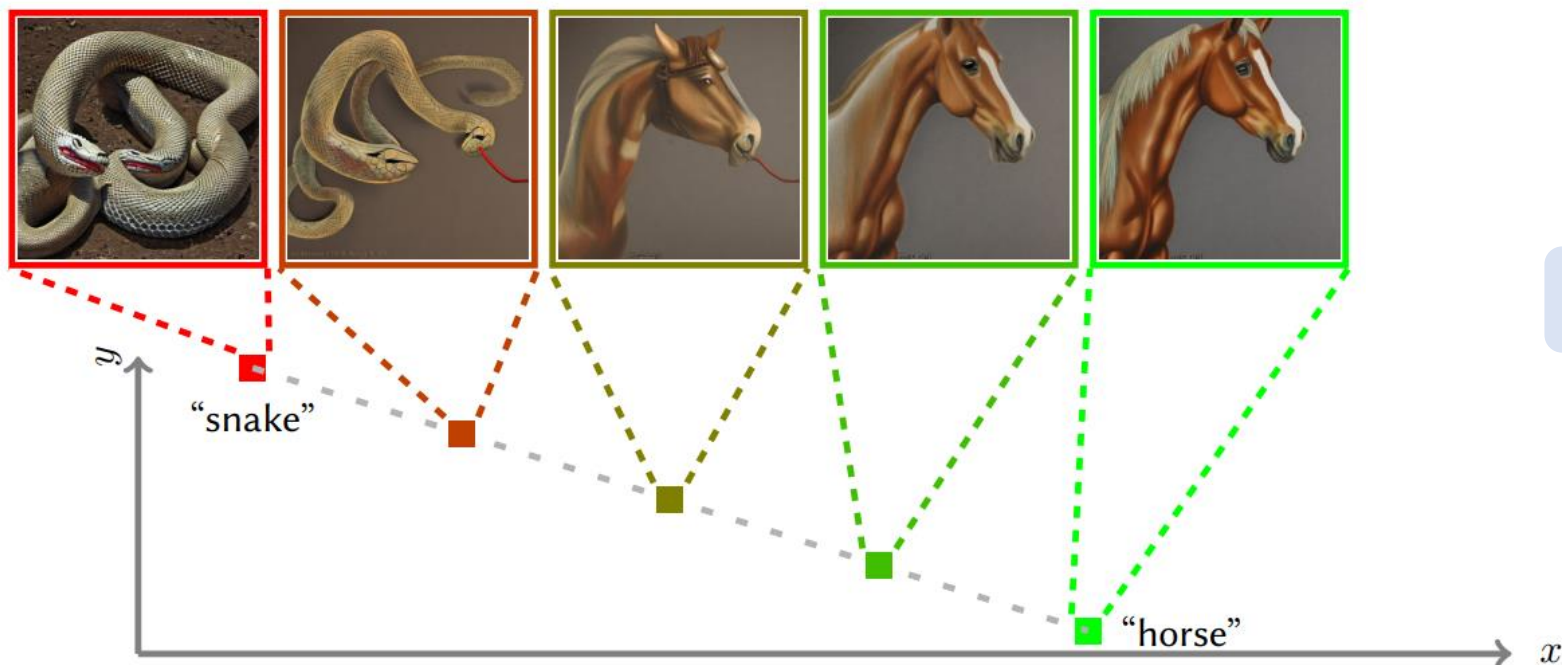 y
“snake”
“horse”
x